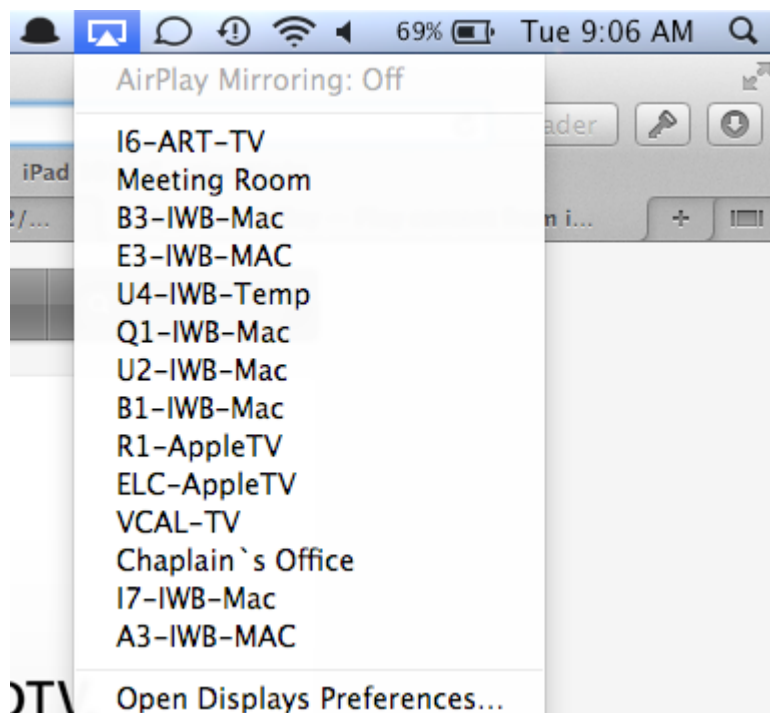 69% Tue 9:06 AM
AirPlay Mirroring: Off
ader
I6-ART-TV
iPad
Meeting Room
B3-IWB-Mac
E3-IWB-MAC
U4-IWB-Temp
Q1-IWB-Mac
U2-IWB-Mac
B1-IWB-Mac
R1-AppleTV
ELC-AppleTV
VCAL-TV
Chaplain`s Office
I7-IWB-Mac
A3-IWB-MAC
Open Displays Preferences...